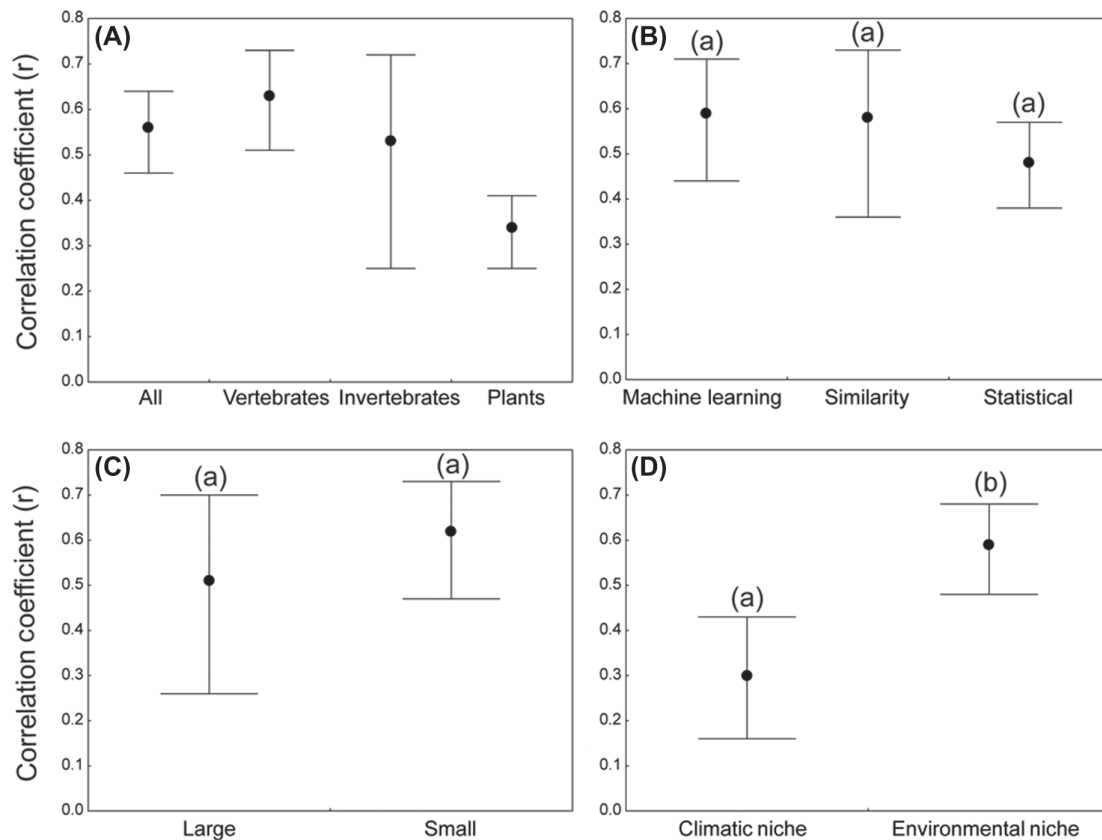 (A)
Correlation coefficient (r)
0.8
0.7
0.6
0.5
0.4
0.3
0.2
0.1
0.0
All Vertebrates Invertebrates Plants
(B)
0.8
0.7
0.6
0.5
0.4
0.3
0.2
0.1
0.0
(a) (a) (a)
Machine learning Similarity Statistical
(C)
Correlation coefficient (r)
0.8
0.7
0.6
0.5
0.4
0.3
0.2
0.1
0.0
(a) (a)
Large Small
(D)
0.8
0.7
0.6
0.5
0.4
0.3
0.2
0.1
0.0
(a) (b)
Climatic niche Environmental niche